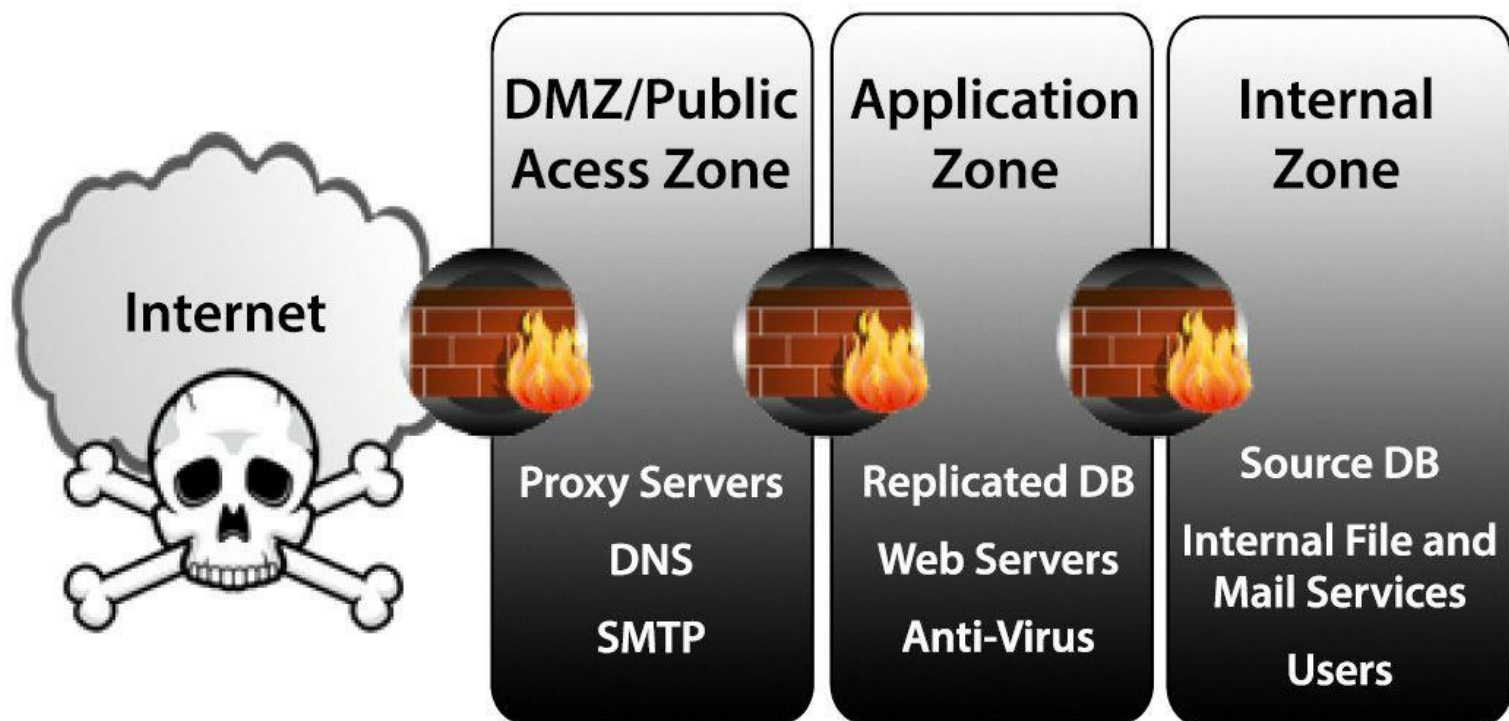 Internet
DMZ/Public
Acess Zone
Proxy Servers
DNS
SMTP
Application
Zone
Replicated DB
Web Servers
Anti-Virus
Internal
Zone
Source DB
Internal File and
Mail Services
Users